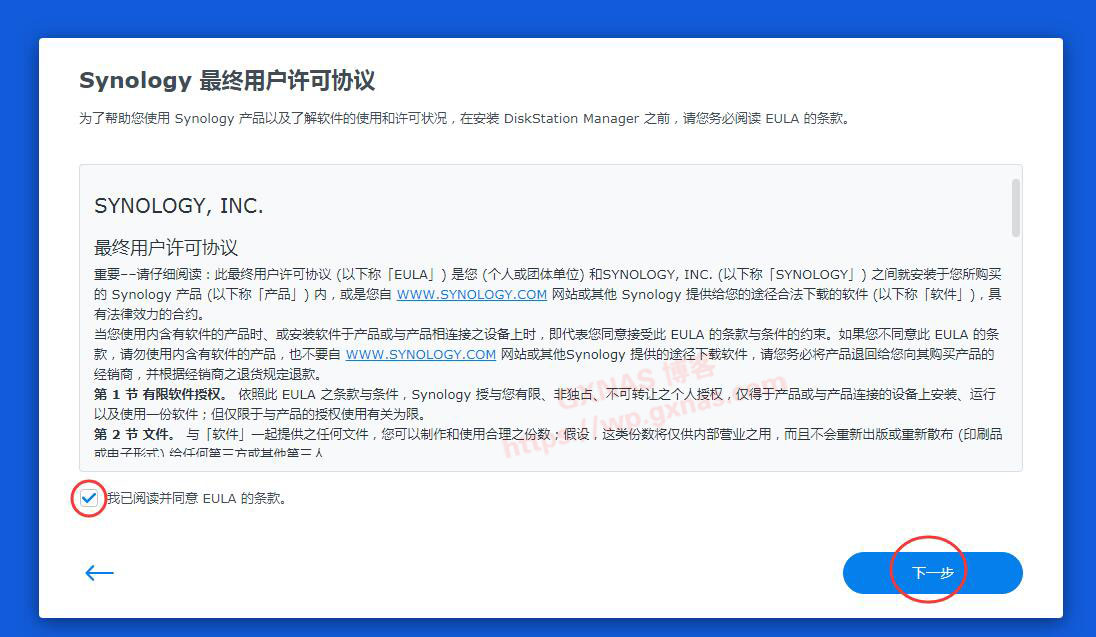 Synology 最终用户许可协议
为了帮助您使用 Synology 产品以及了解软件的使用和许可状况，在安装 DiskStation Manager 之前，请您务必阅读 EULA 的条款。
SYNOLOGY, INC.
最终用户许可协议
重要––请仔细阅读：此最终用户许可协议 (以下称「EULA」) 是您 (个人或团体单位) 和SYNOLOGY, INC. (以下称「SYNOLOGY」) 之间就安装于您所购买
的 Synology 产品 (以下称「产品」) 内，或是您自 WWW.SYNOLOGY.COM 网站或其他 Synology 提供给您的途径合法下载的软件 (以下称「软件」)，具
有法律效力的合约。
当您使用内含有软件的产品时、或安装软件于产品或与产品相连接之设备上时，即代表您同意接受此 EULA 的条款与条件的约束。如果您不同意此 EULA 的条
款，请勿使用内含有软件的产品，也不要自 WWW.SYNOLOGY.COM 网站或其他Synology 提供的途径下载软件，请您务必将产品退回给您向其购买产品的
经销商，并根据经销商之退货规定退款。
第 1 节 有限软件授权。 依照此 EULA 之条款与条件，Synology 授与您有限、非独占、不可转让之个人授权，仅得于产品或与产品连接的设备上安装、运行
以及使用一份软件；但仅限于与产品的授权使用有关为限。
第 2 节 文件。 与「软件」一起提供之任何文件，您可以制作和使用合理之份数；假设，这类份数将仅供内部营业之用，而且不会重新出版或重新散布 (印刷品
或电子形式) 给任何第三方或其他第三人
GXNAS 博客
https://wp.gxnas.com
我已阅读并同意 EULA 的条款。
下一步